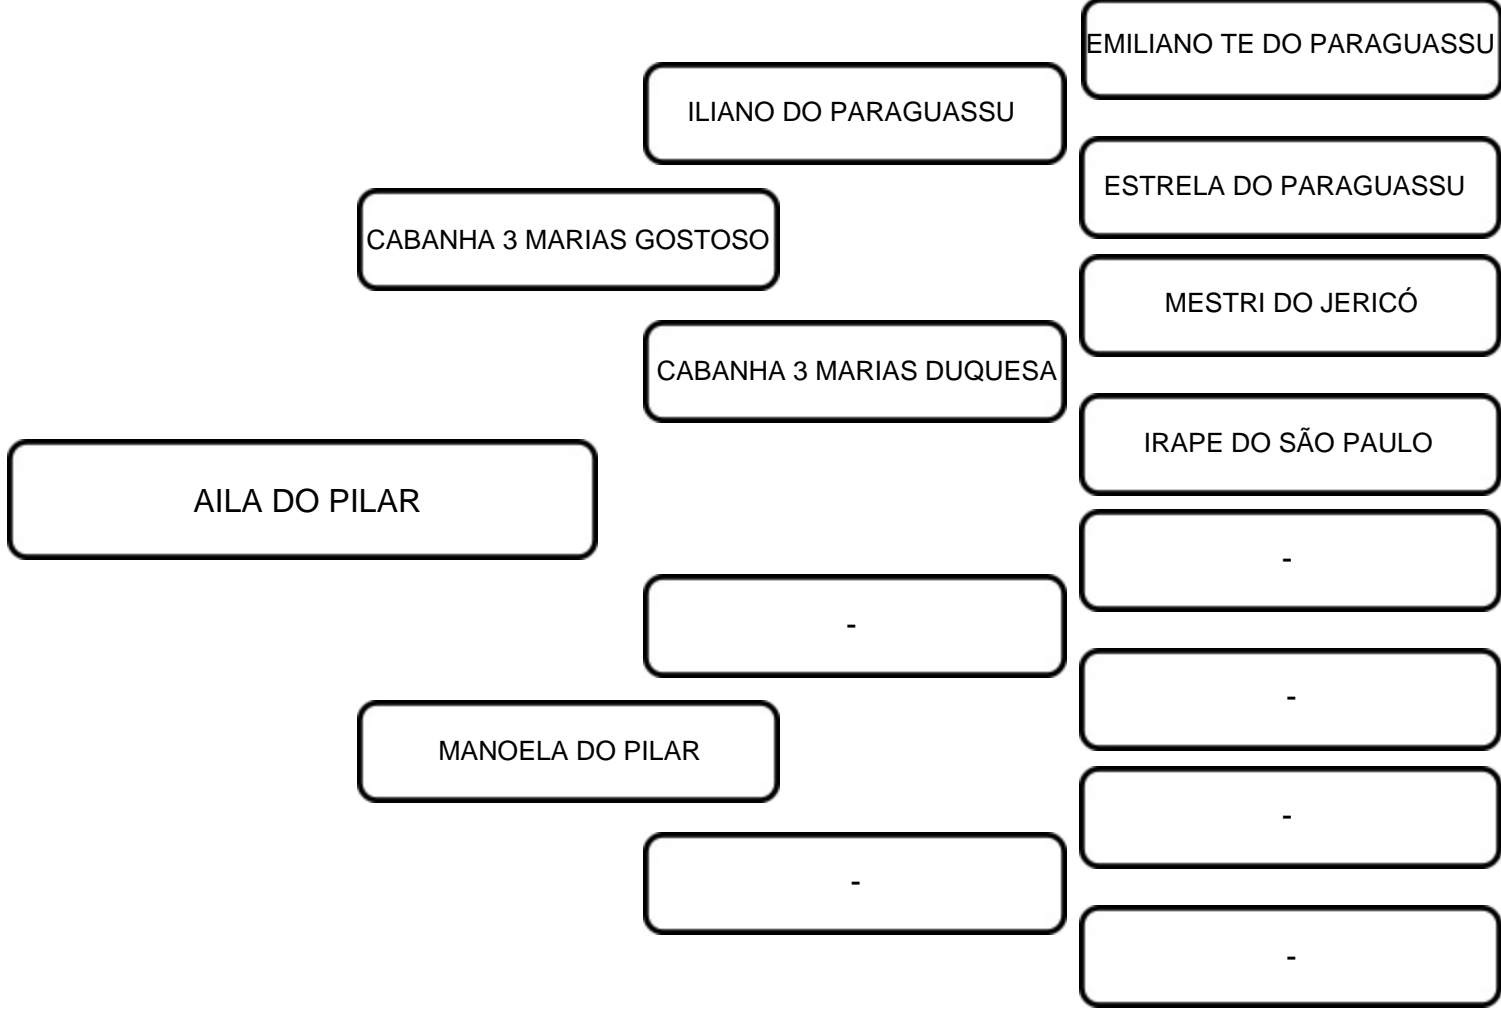 EMILIANO TE DO PARAGUASSU
ILIANO DO PARAGUASSU
ESTRELA DO PARAGUASSU
CABANHA 3 MARIAS GOSTOSO
MESTRI DO JERICÓ
CABANHA 3 MARIAS DUQUESA
IRAPE DO SÃO PAULO
AILA DO PILAR
-
-
-
MANOELA DO PILAR
-
-
-